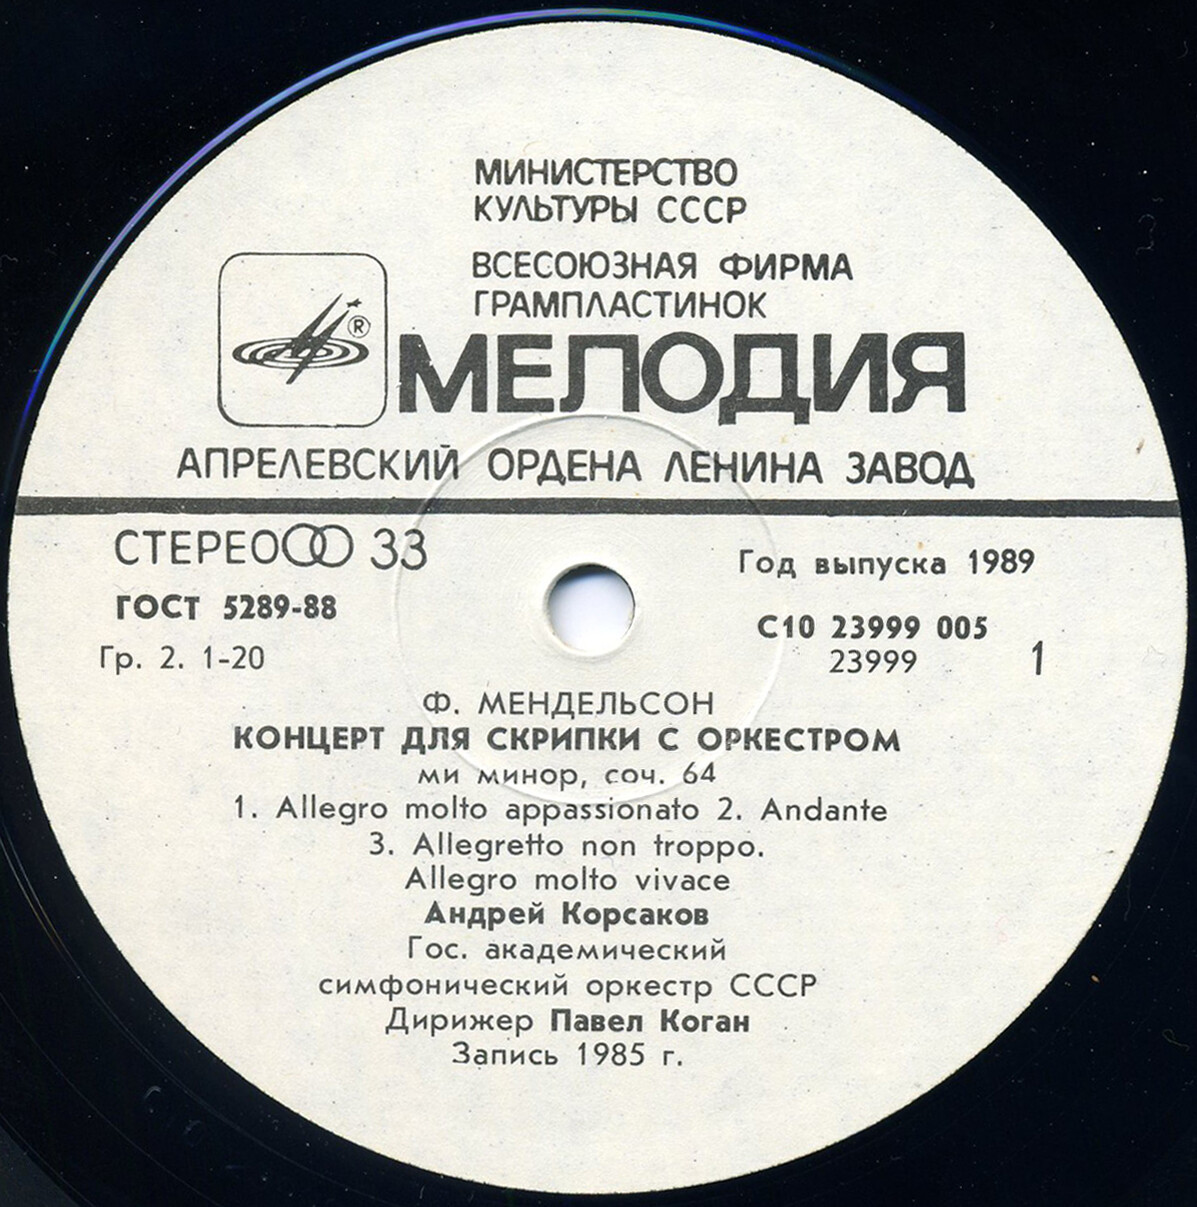 МИНИСТЕРСТВО
КУЛЬТУРЫ СССР
ВСЕСОЮЗНАЯ ФИРМА
ГРАМПЛАСТИНОК
®
МЕЛОДИЯ
АПРЕЛЕВСКИЙ ОРДЕНА ЛЕНИНА ЗАВОД
СТЕРЕО 33
Год выпуска 1989
ГОСТ 5289-88
С10 23999 005
Гр. 2. 1-20
23999 1
Ф. МЕНДЕЛЬСОН
КОНЦЕРТ ДЛЯ СКРИПКИ С ОРКЕСТРОМ
ми минор, соч. 64
1. Allegro molto appassionato 2. Andante
3. Allegretto non troppo.
Allegro molto vivace
Андрей Корсаков
Гос. академический
симфонический оркестр СССР
Дирижер Павел Коган
Запись 1985 г.